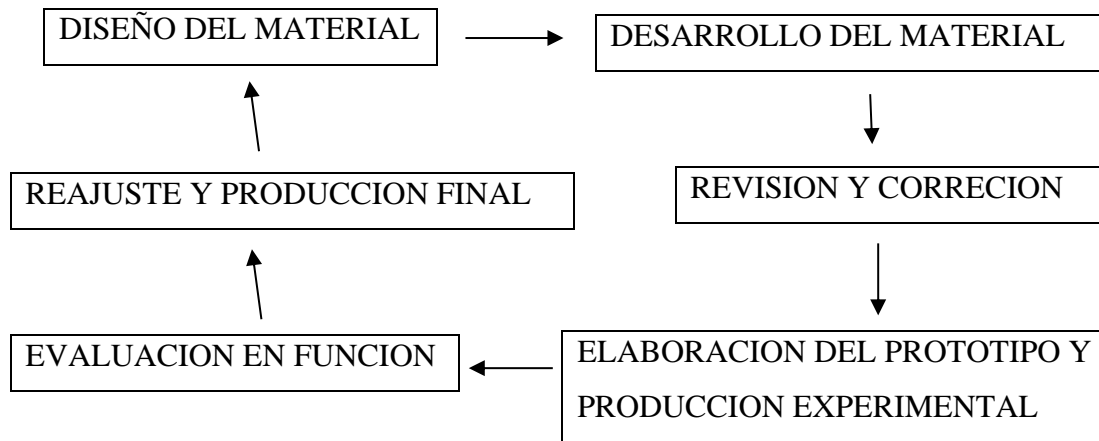 DISEÑO DEL MATERIAL
DESARROLLO DEL MATERIAL
REAJUSTE Y PRODUCCION FINAL
REVISION Y CORRECION
EVALUACION EN FUNCION
ELABORACION DEL PROTOTIPO Y
PRODUCCION EXPERIMENTAL